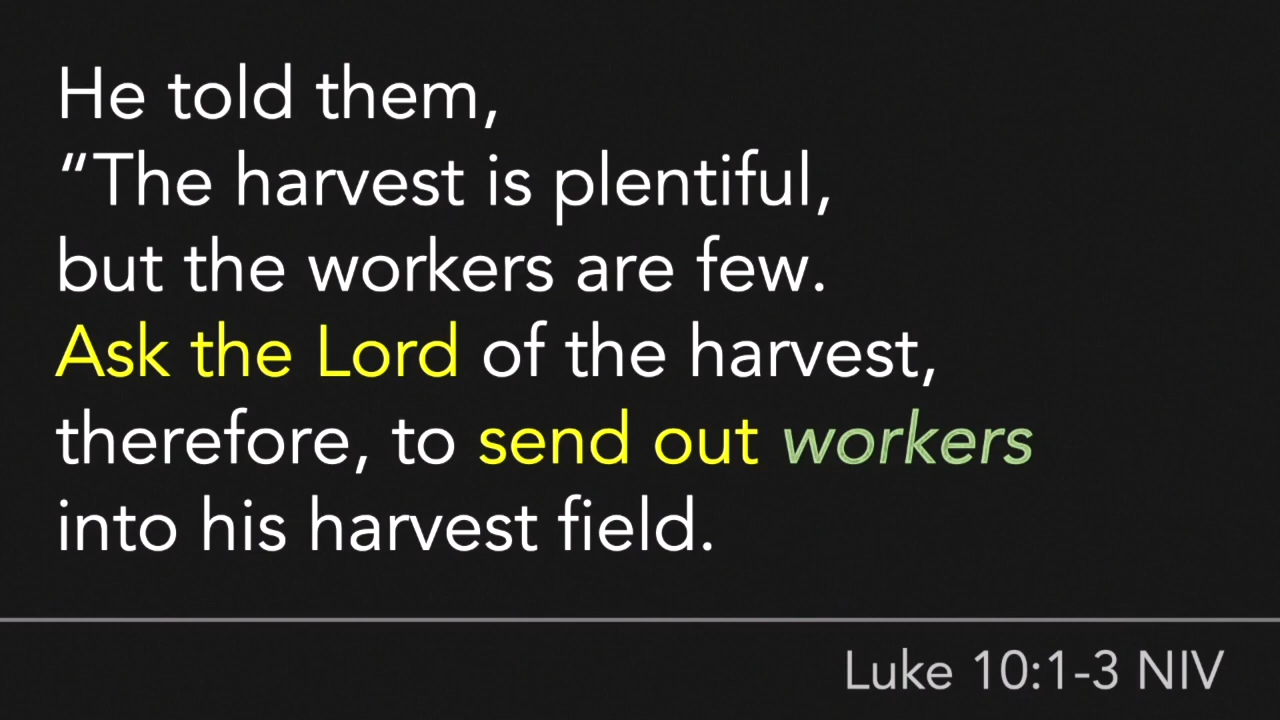 He told them,
“The harvest is plentiful,
but the workers are few.
Ask the Lord of the harvest,
therefore, to send out workers
into his harvest field.
Luke 10:1-3 NIV